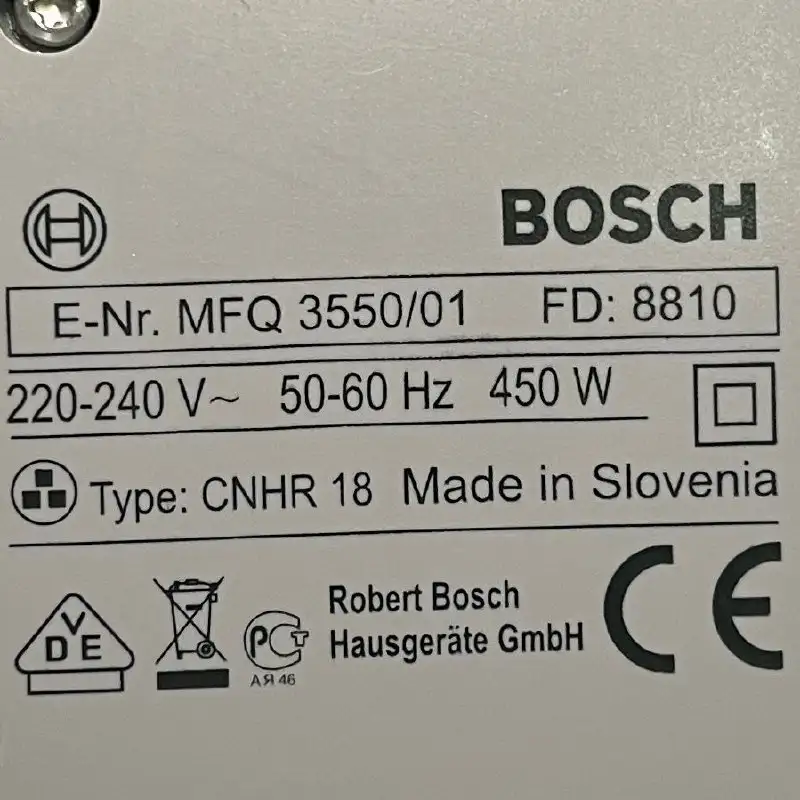 BOSCH
E-Nr. MFQ 3550/01 FD: 8810
220-240 V~ 50-60 Hz 450 W
Type: CNHR 18 Made in Slovenia
VDE
РСТ
АЯ 46
Robert Bosch
Hausgeräte GmbH
CE